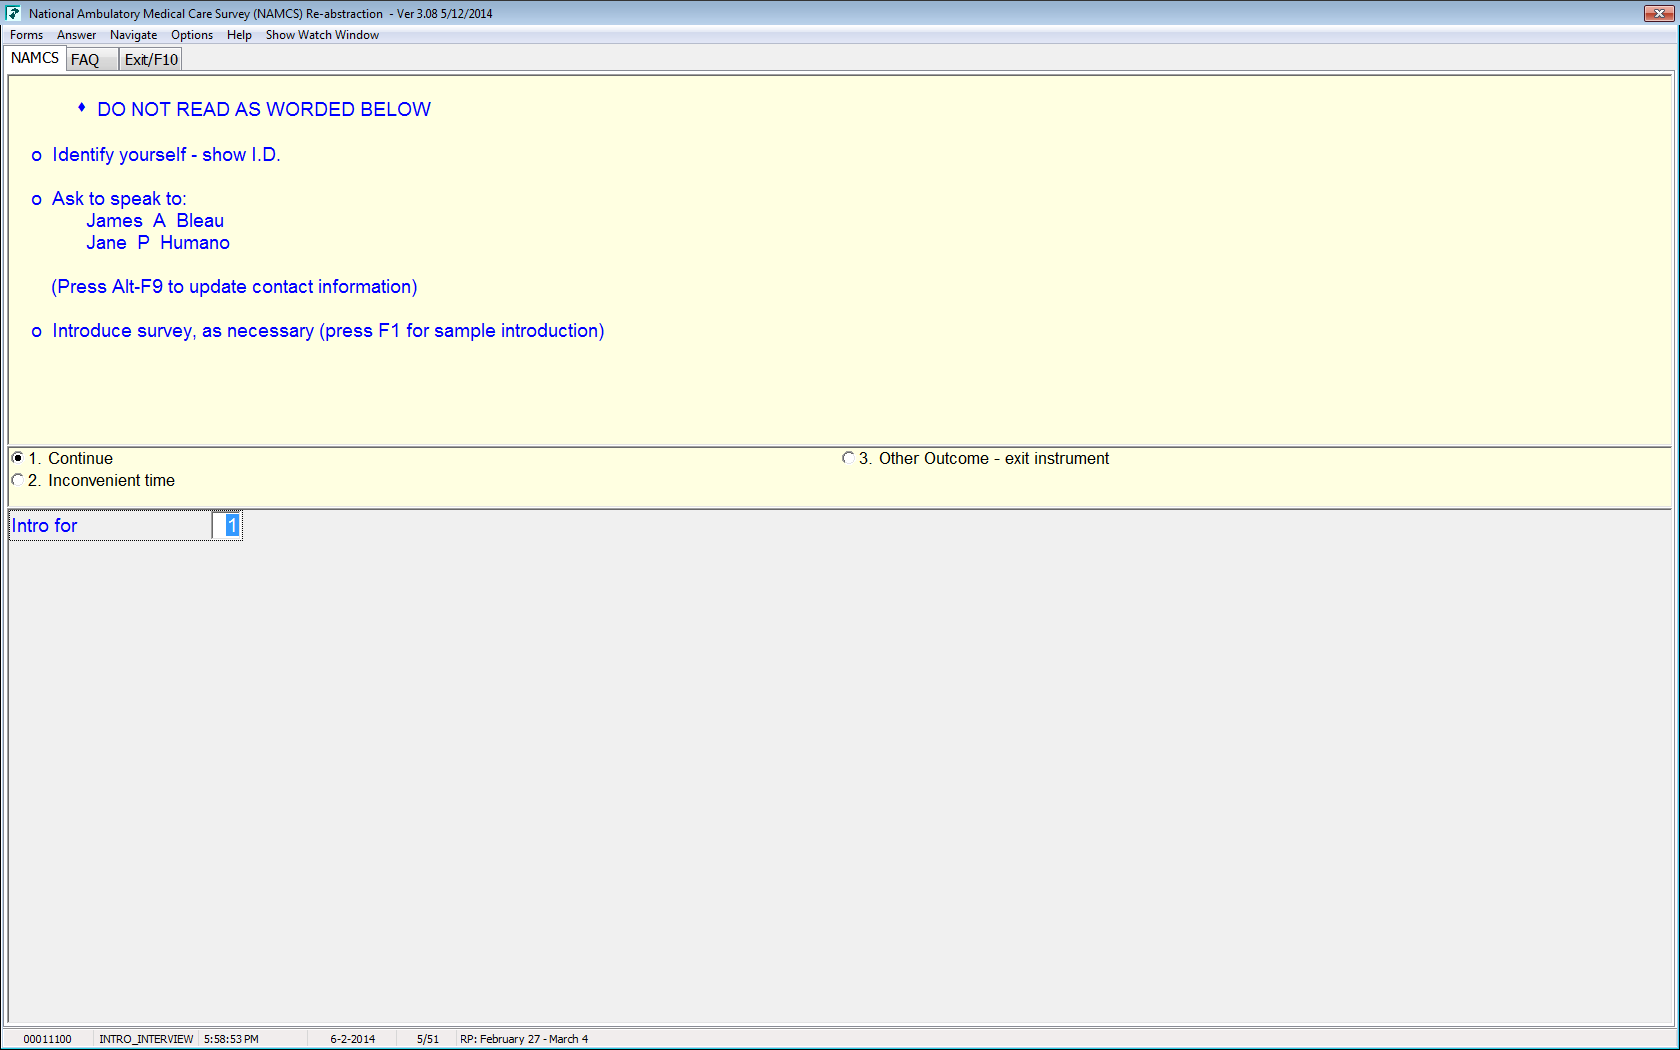 National Ambulatory Medical Care Survey (NAMCS) Re-abstraction - Ver 3.08 5/12/2014
Forms Answer Navigate Options Help Show Watch Window
NAMCS FAQ Exit/F10
♦ DO NOT READ AS WORDED BELOW
o Identify yourself - show I.D.
o Ask to speak to:
James A Bleau
Jane P Humano
(Press Alt-F9 to update contact information)
o Introduce survey, as necessary (press F1 for sample introduction)
1. Continue
2. Inconvenient time
3. Other Outcome - exit instrument
Intro for 1
00011100 INTRO_INTERVIEW 5:58:53 PM 6-2-2014 5/51 RP: February 27 - March 4